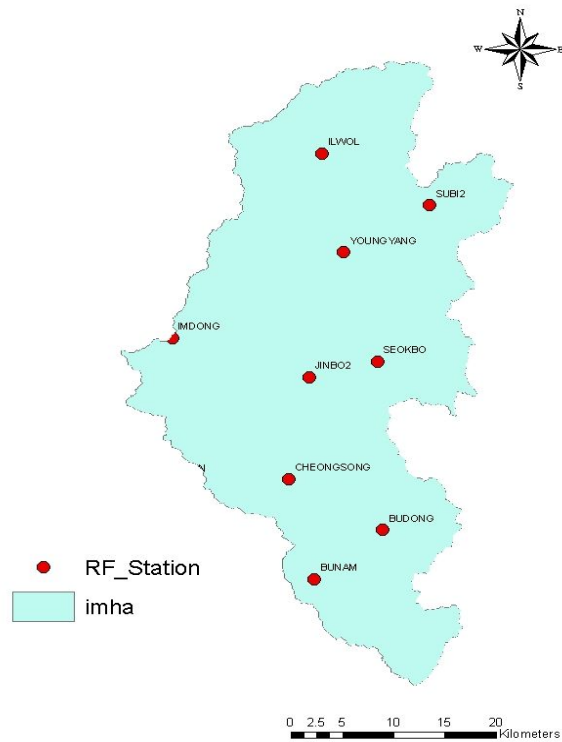 N
W E
S
ILWOL
SUBI2
YOUNGYANG
IMDONG
SEOKBO
JINBO2
N
CHEONGSONG
BUDONG
BUNAM
RF_Station
imha
0 2.5 5 10 15 20
Kilometers